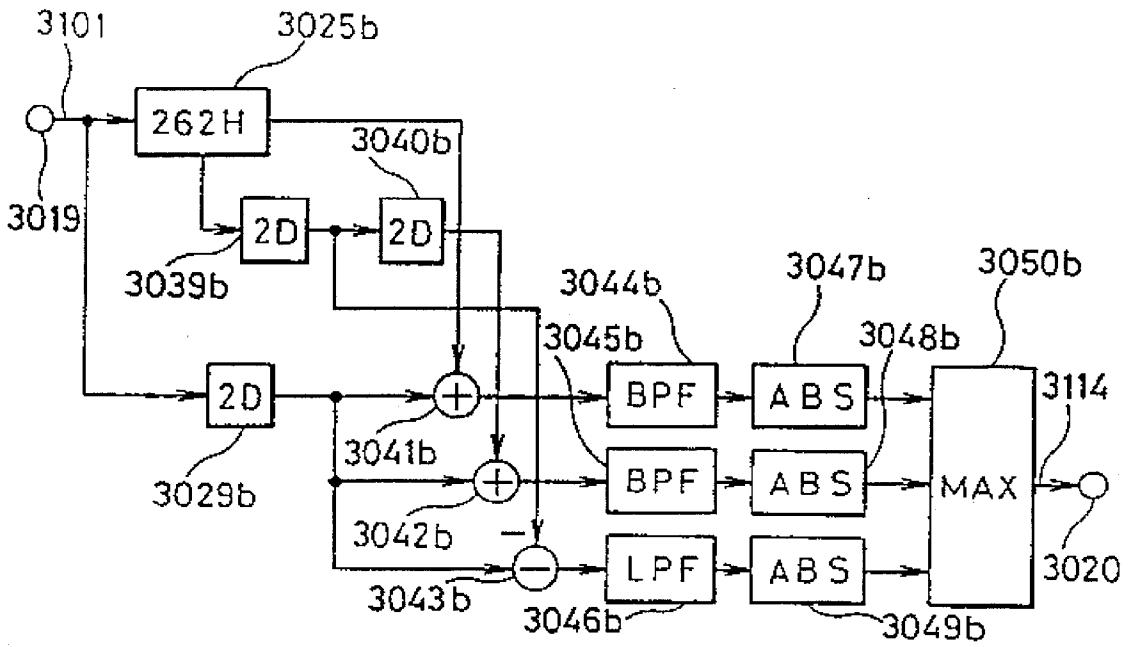 3101
3025b
262H
3040b
3019
2D
2D
3039b
3047b
3050b
3044b
3045b
3048b
2D
+
BPF
ABS
3114
3041b
3029b
+
BPF
ABS
MAX
3042b
−
−
LPF
ABS
3020
3043b
3046b
3049b